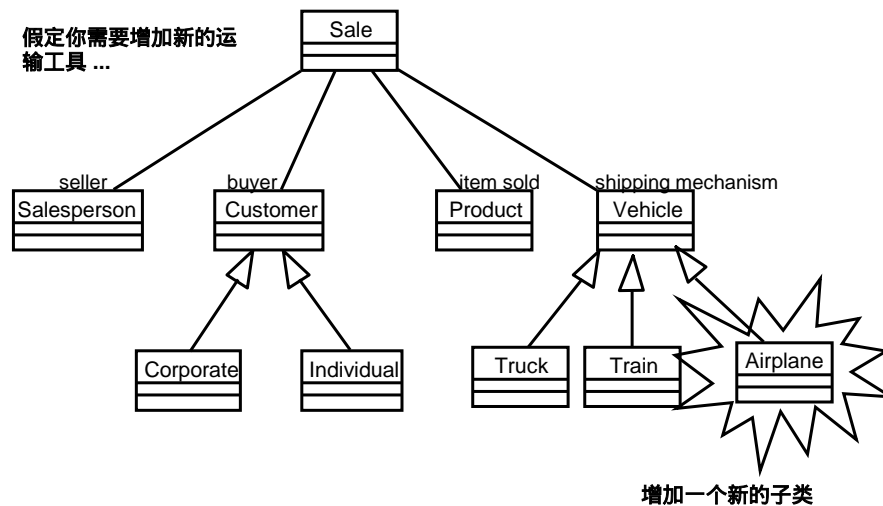 假定你需要增加新的运
输工具 ...
Sale
seller
buyer
item sold
shipping mechanism
Salesperson
Customer
Product
Vehicle
Corporate
Individual
Truck
Train
Airplane
增加一个新的子类